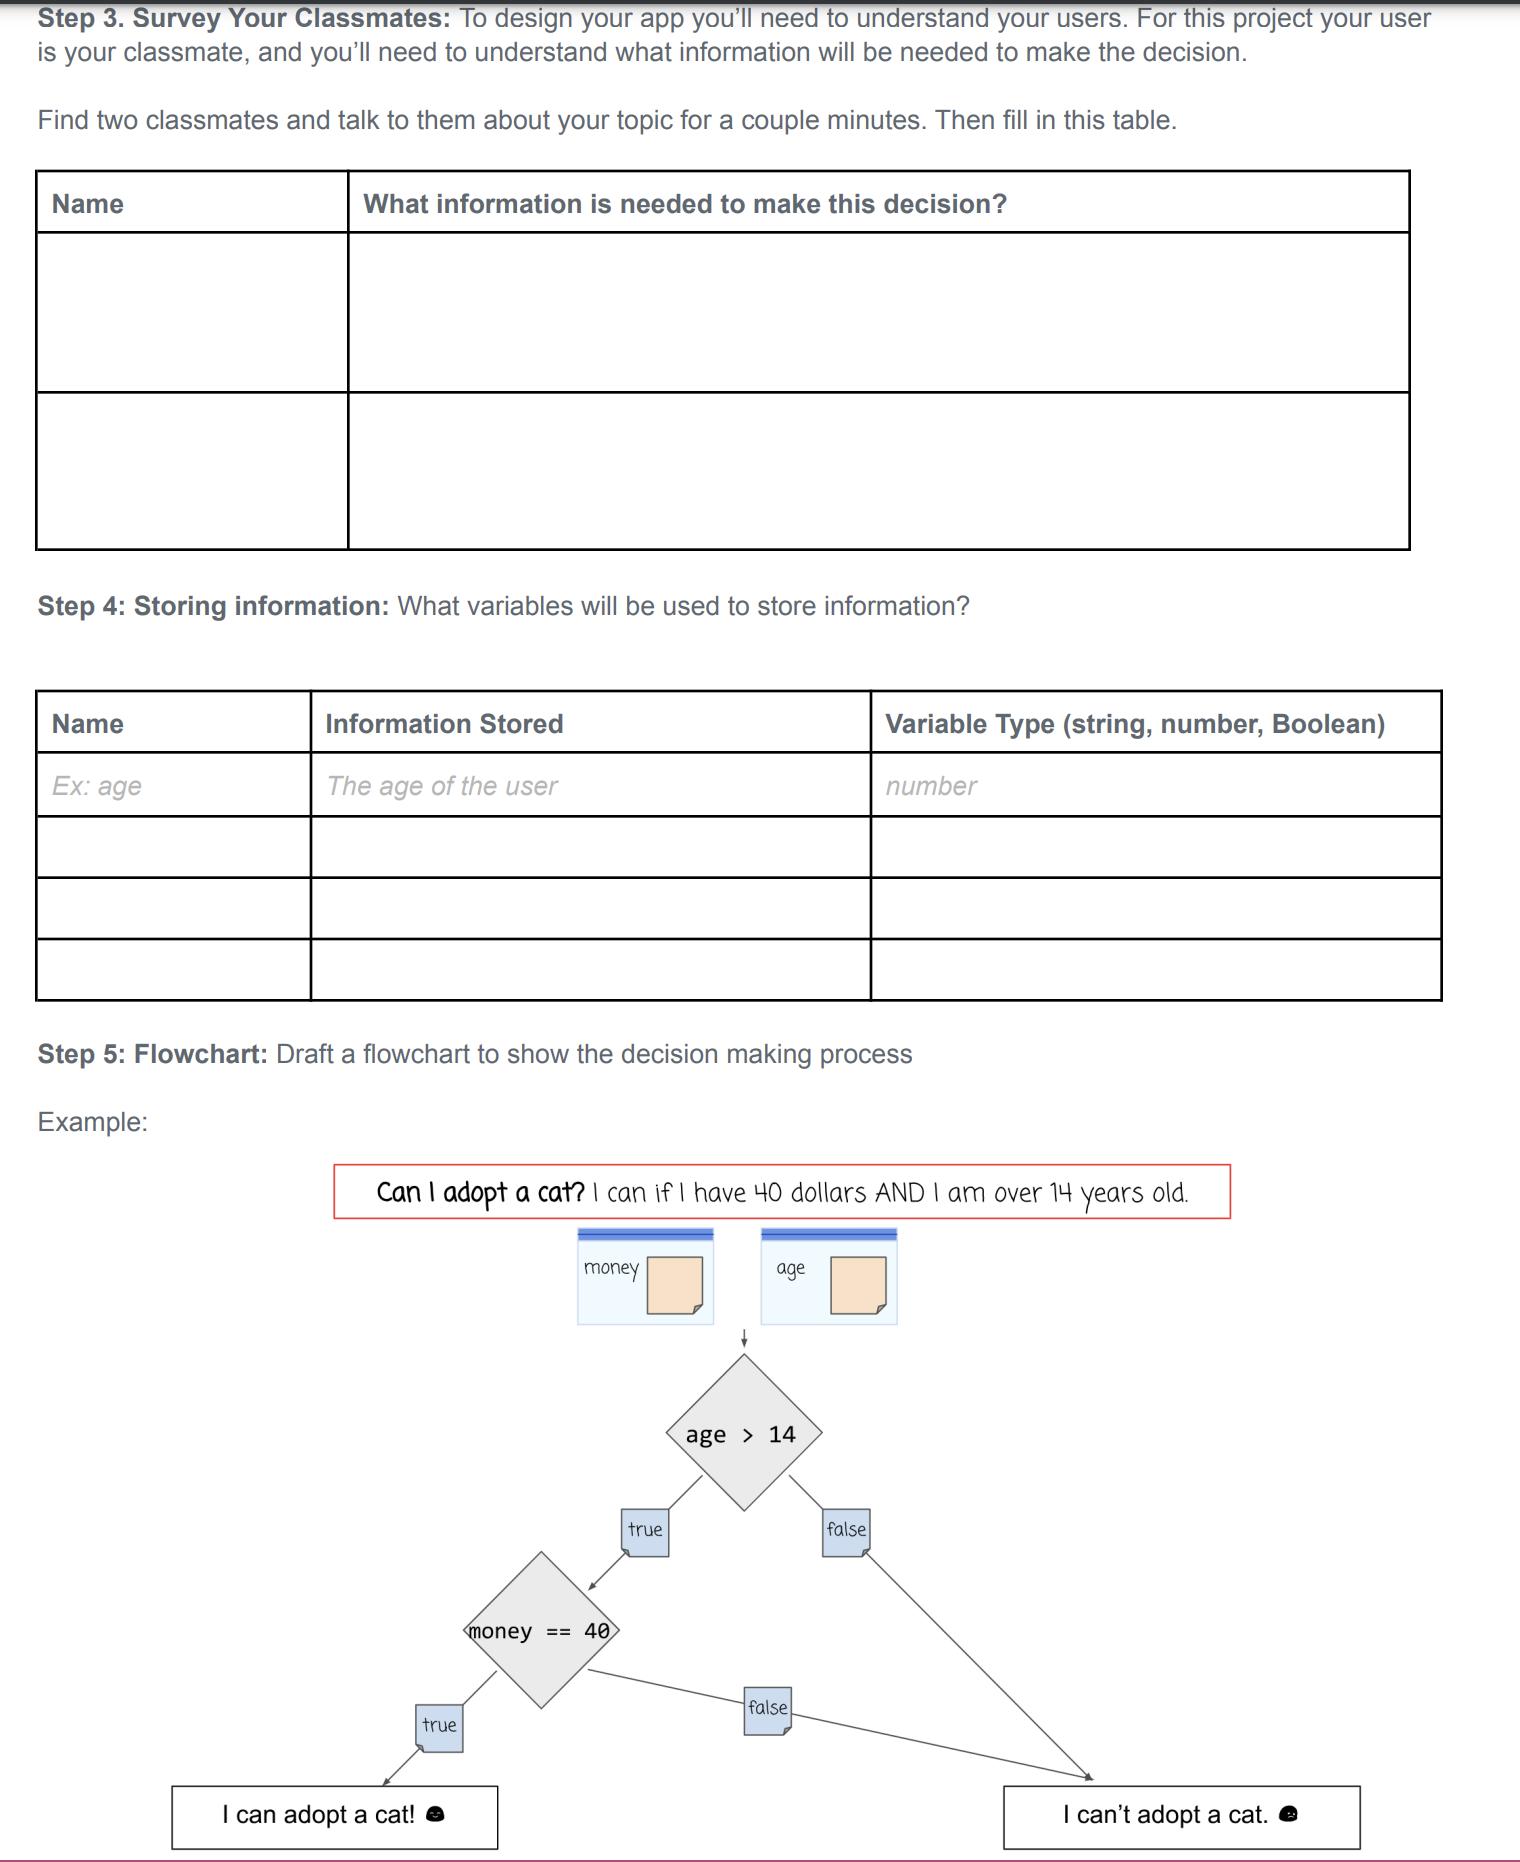 Step 3. Survey Your Classmates: To design your app you’ll need to understand your users. For this project your user
is your classmate, and you’ll need to understand what information will be needed to make the decision.
Find two classmates and talk to them about your topic for a couple minutes. Then fill in this table.
Name What information is needed to make this decision?
Step 4: Storing information: What variables will be used to store information?
Name Information Stored Variable Type (string, number, Boolean)
Ex: age The age of the user number
Step 5: Flowchart: Draft a flowchart to show the decision making process
Example:
Can I adopt a cat? I can if I have 40 dollars AND I am over 14 years old.
money age
age > 14
true false
money == 40
false
true
I can adopt a cat! I can’t adopt a cat.